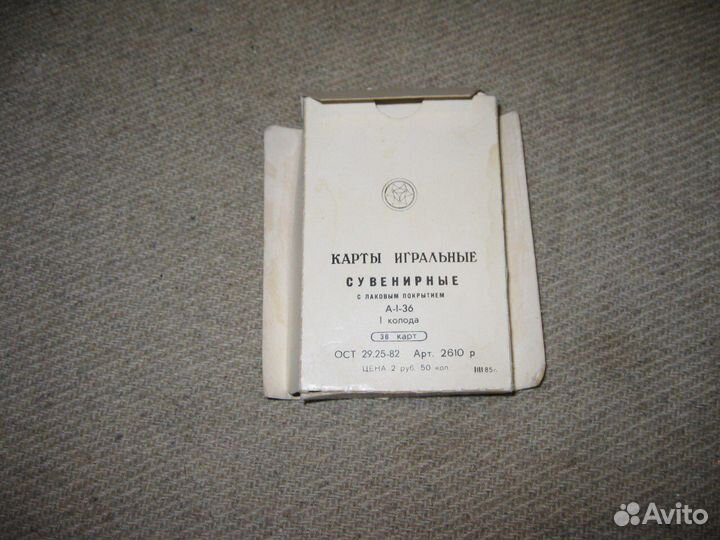 КАРТЫ ИГРАЛЬНЫЕ
СУВЕНИРНЫЕ
С ЛАКОВЫМ ПОКРЫТИЕМ
А-I-36
1 колода
36 карт
ОСТ 29.25-82 Арт. 2610 р
ЦЕНА 2 руб. 50 коп. 85г.
Avito